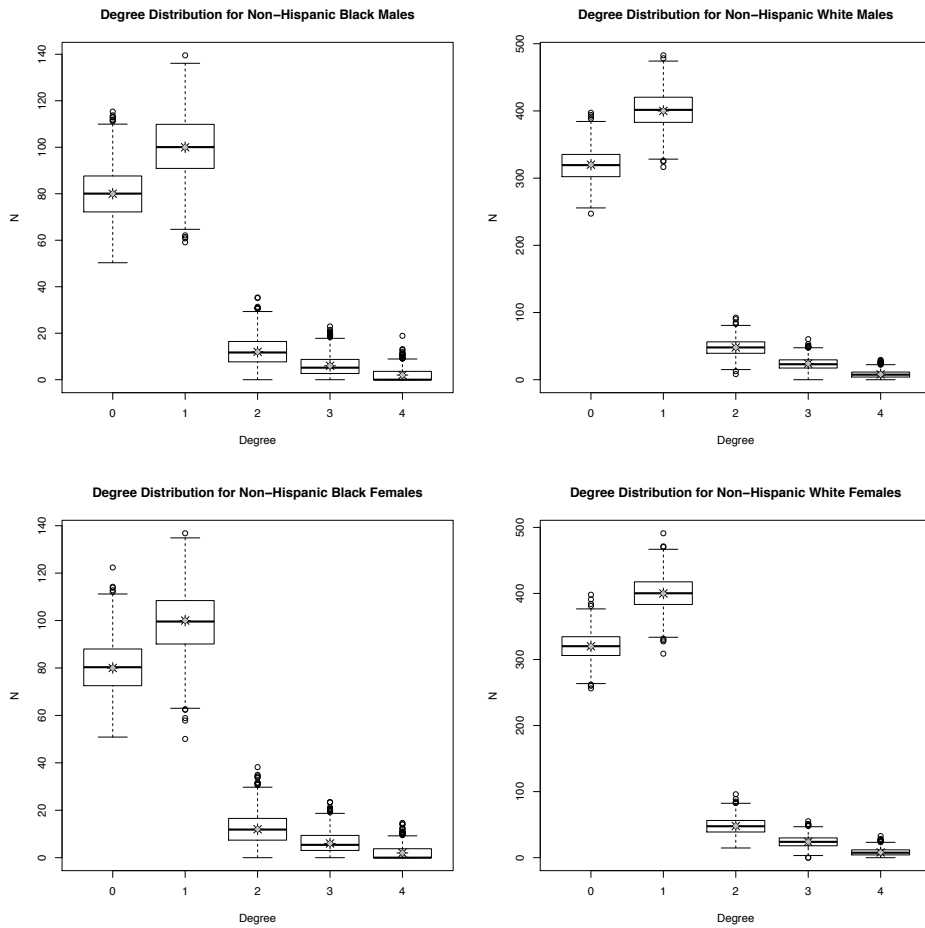 Degree Distribution for Non−Hispanic Black Males
140
120
100
80
60
40
20
0
N
0 1 2 3 4
Degree
Degree Distribution for Non−Hispanic White Males
500
400
300
200
100
0
N
0 1 2 3 4
Degree
Degree Distribution for Non−Hispanic Black Females
140
120
100
80
60
40
20
0
N
0 1 2 3 4
Degree
Degree Distribution for Non−Hispanic White Females
500
400
300
200
100
0
N
0 1 2 3 4
Degree